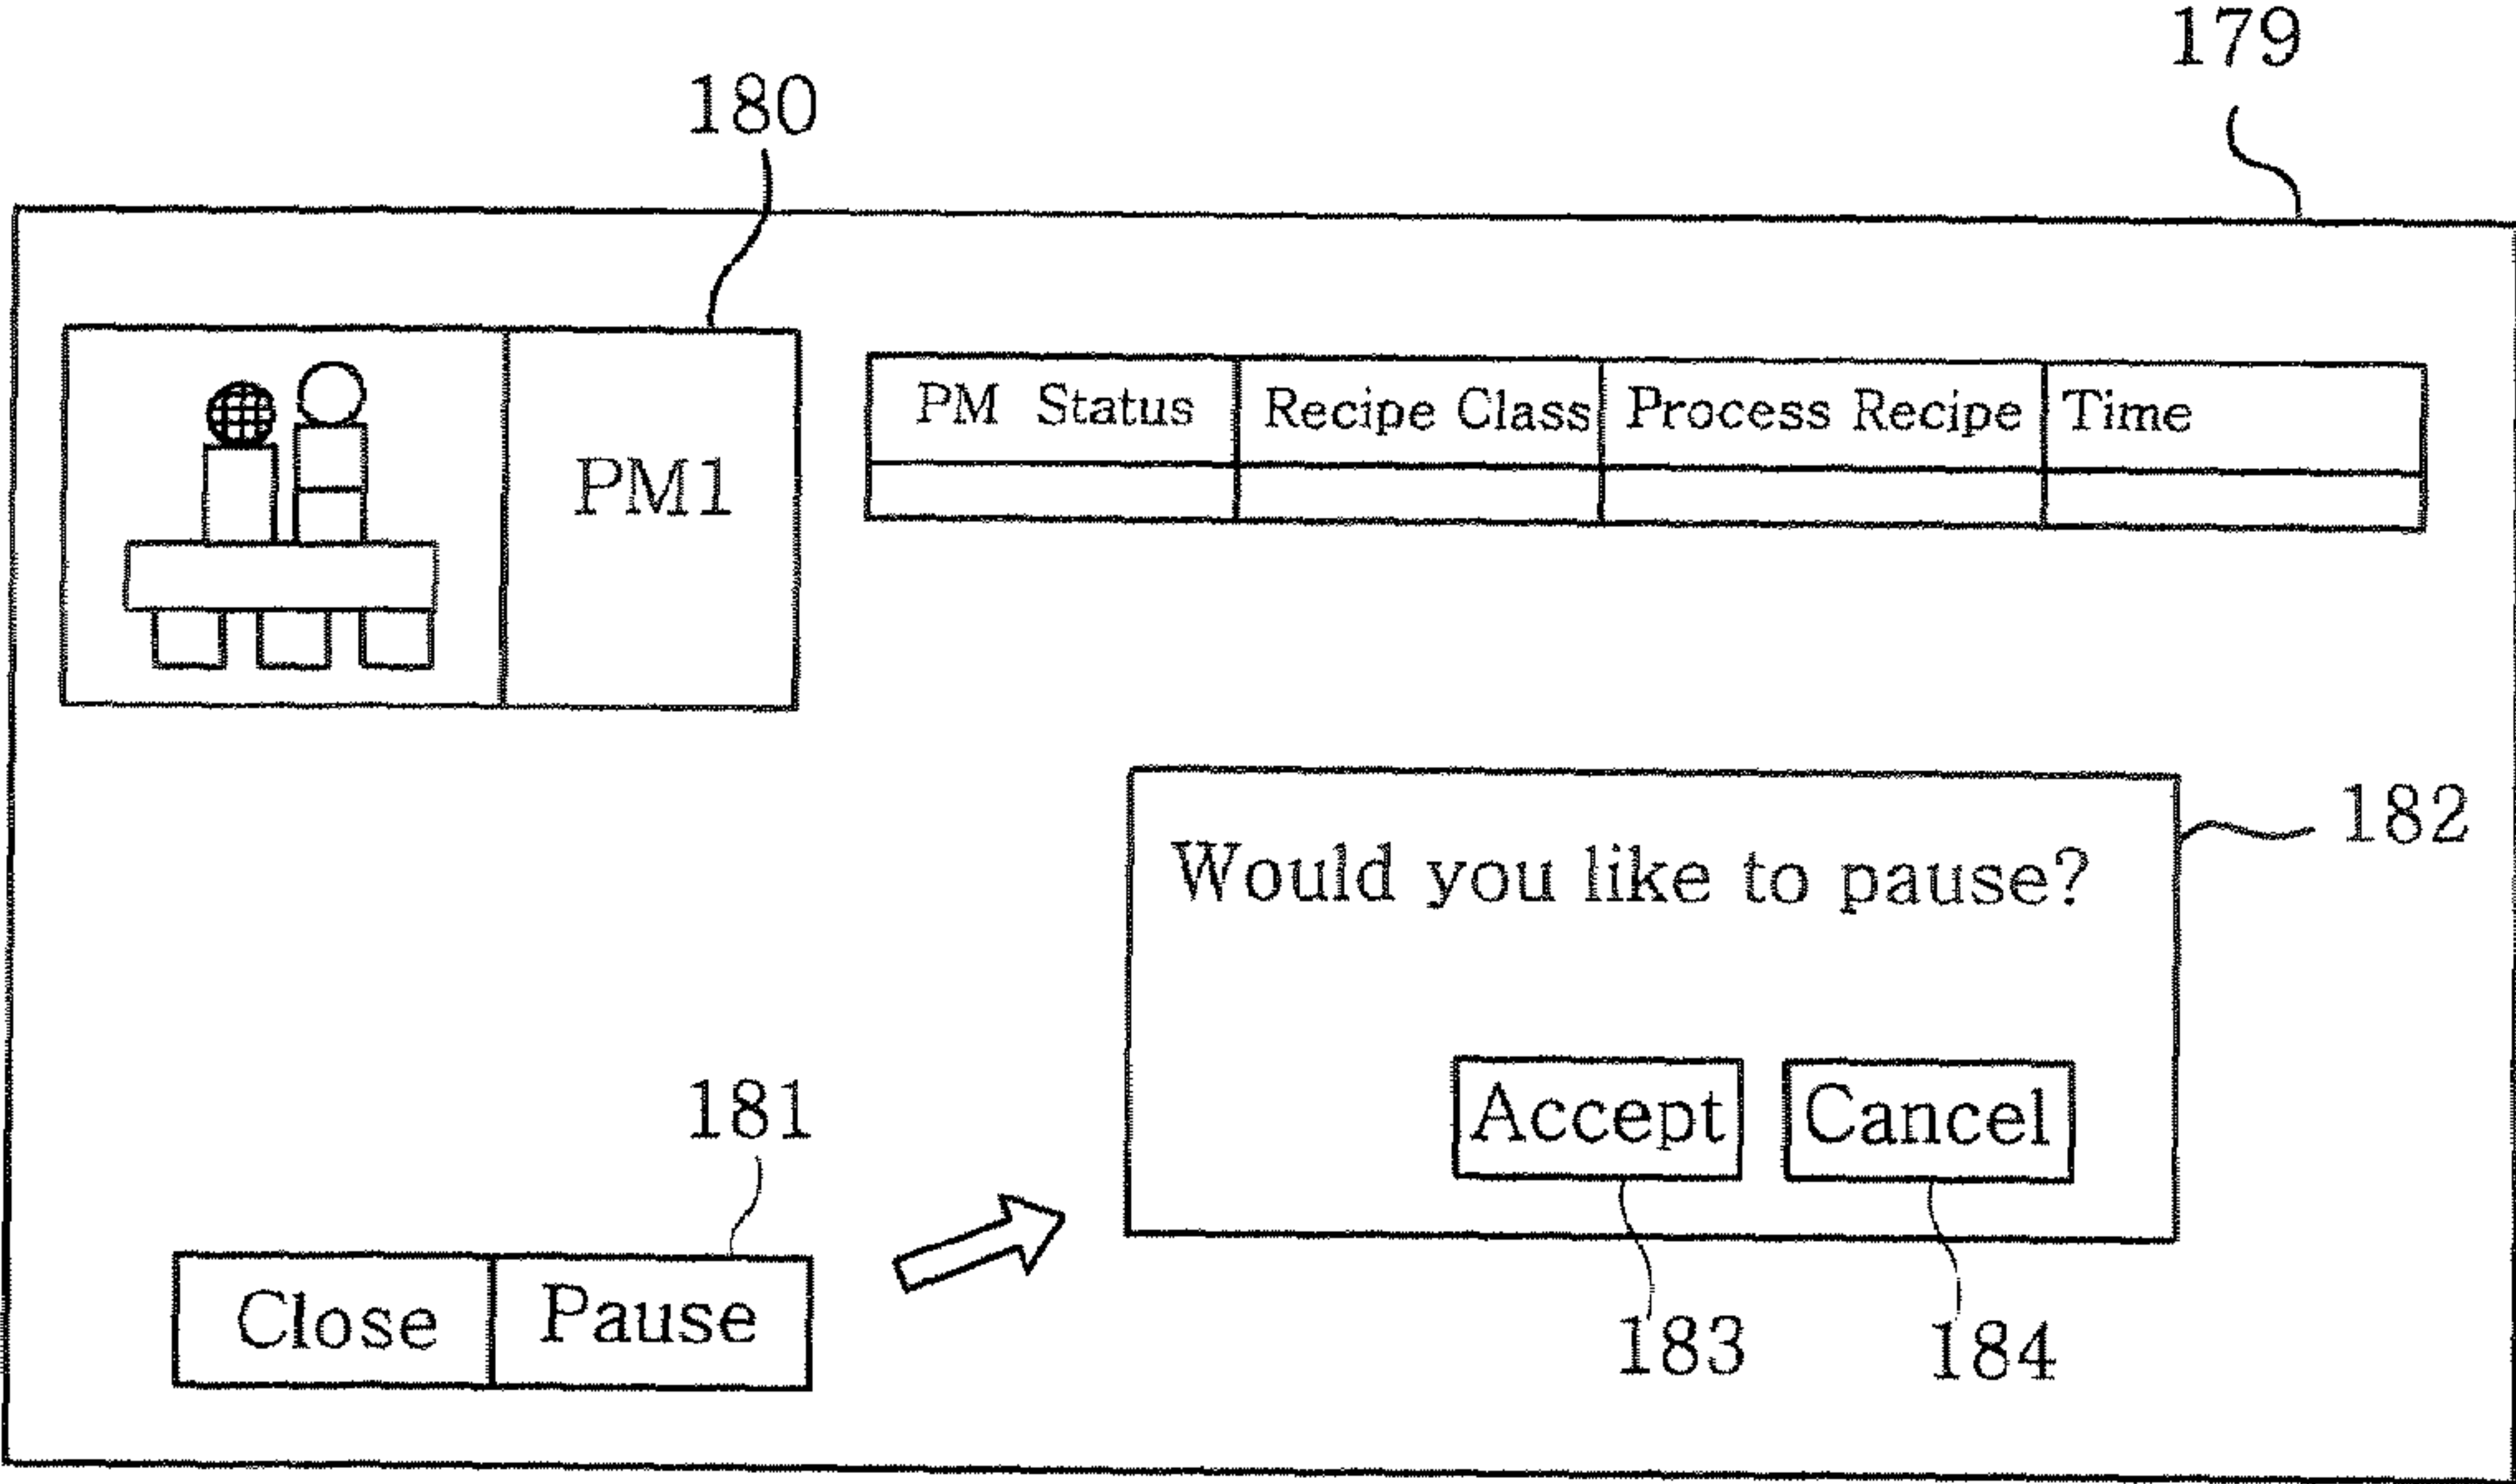 179
180
PM1
PM Status Recipe Class Process Recipe Time
182
Would you like to pause?
Accept Cancel
181
Close Pause
183 184